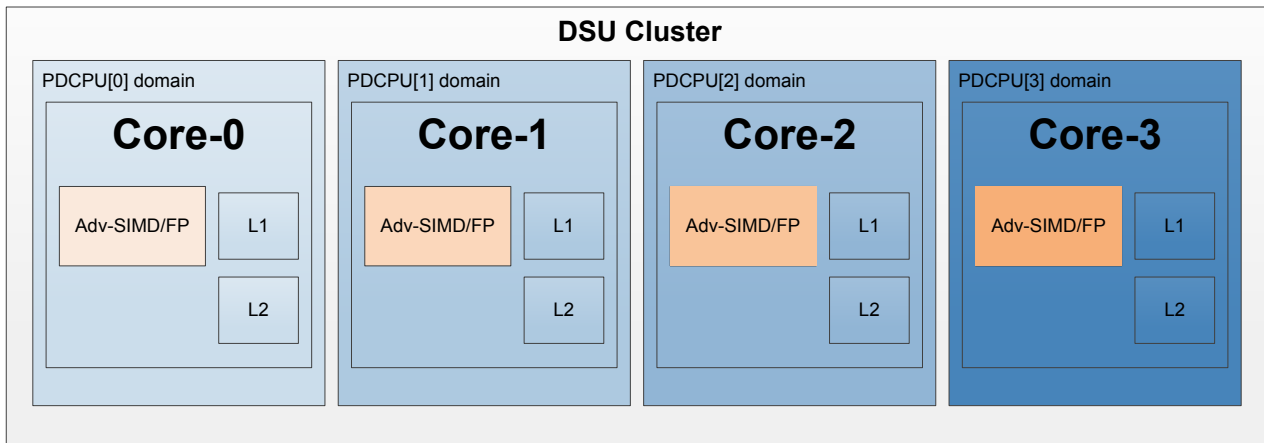 DSU Cluster
PDCPU[0] domain
Core-0
Adv-SIMD/FP
L1
L2
PDCPU[1] domain
Core-1
Adv-SIMD/FP
L1
L2
PDCPU[2] domain
Core-2
Adv-SIMD/FP
L1
L2
PDCPU[3] domain
Core-3
Adv-SIMD/FP
L1
L2